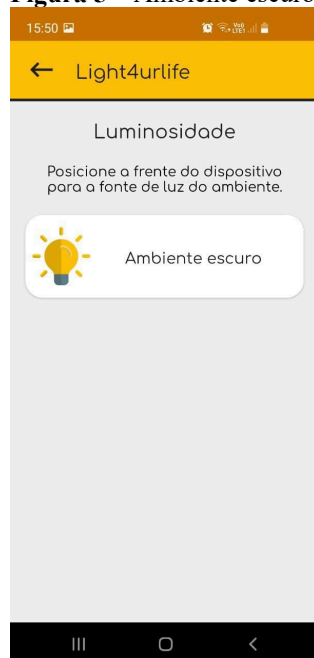 Figura 3 – Ambiente escuro
15:50
Light4urlife
Luminosidade
Posicione a frente do dispositivo
para a fonte de luz do ambiente.
Ambiente escuro